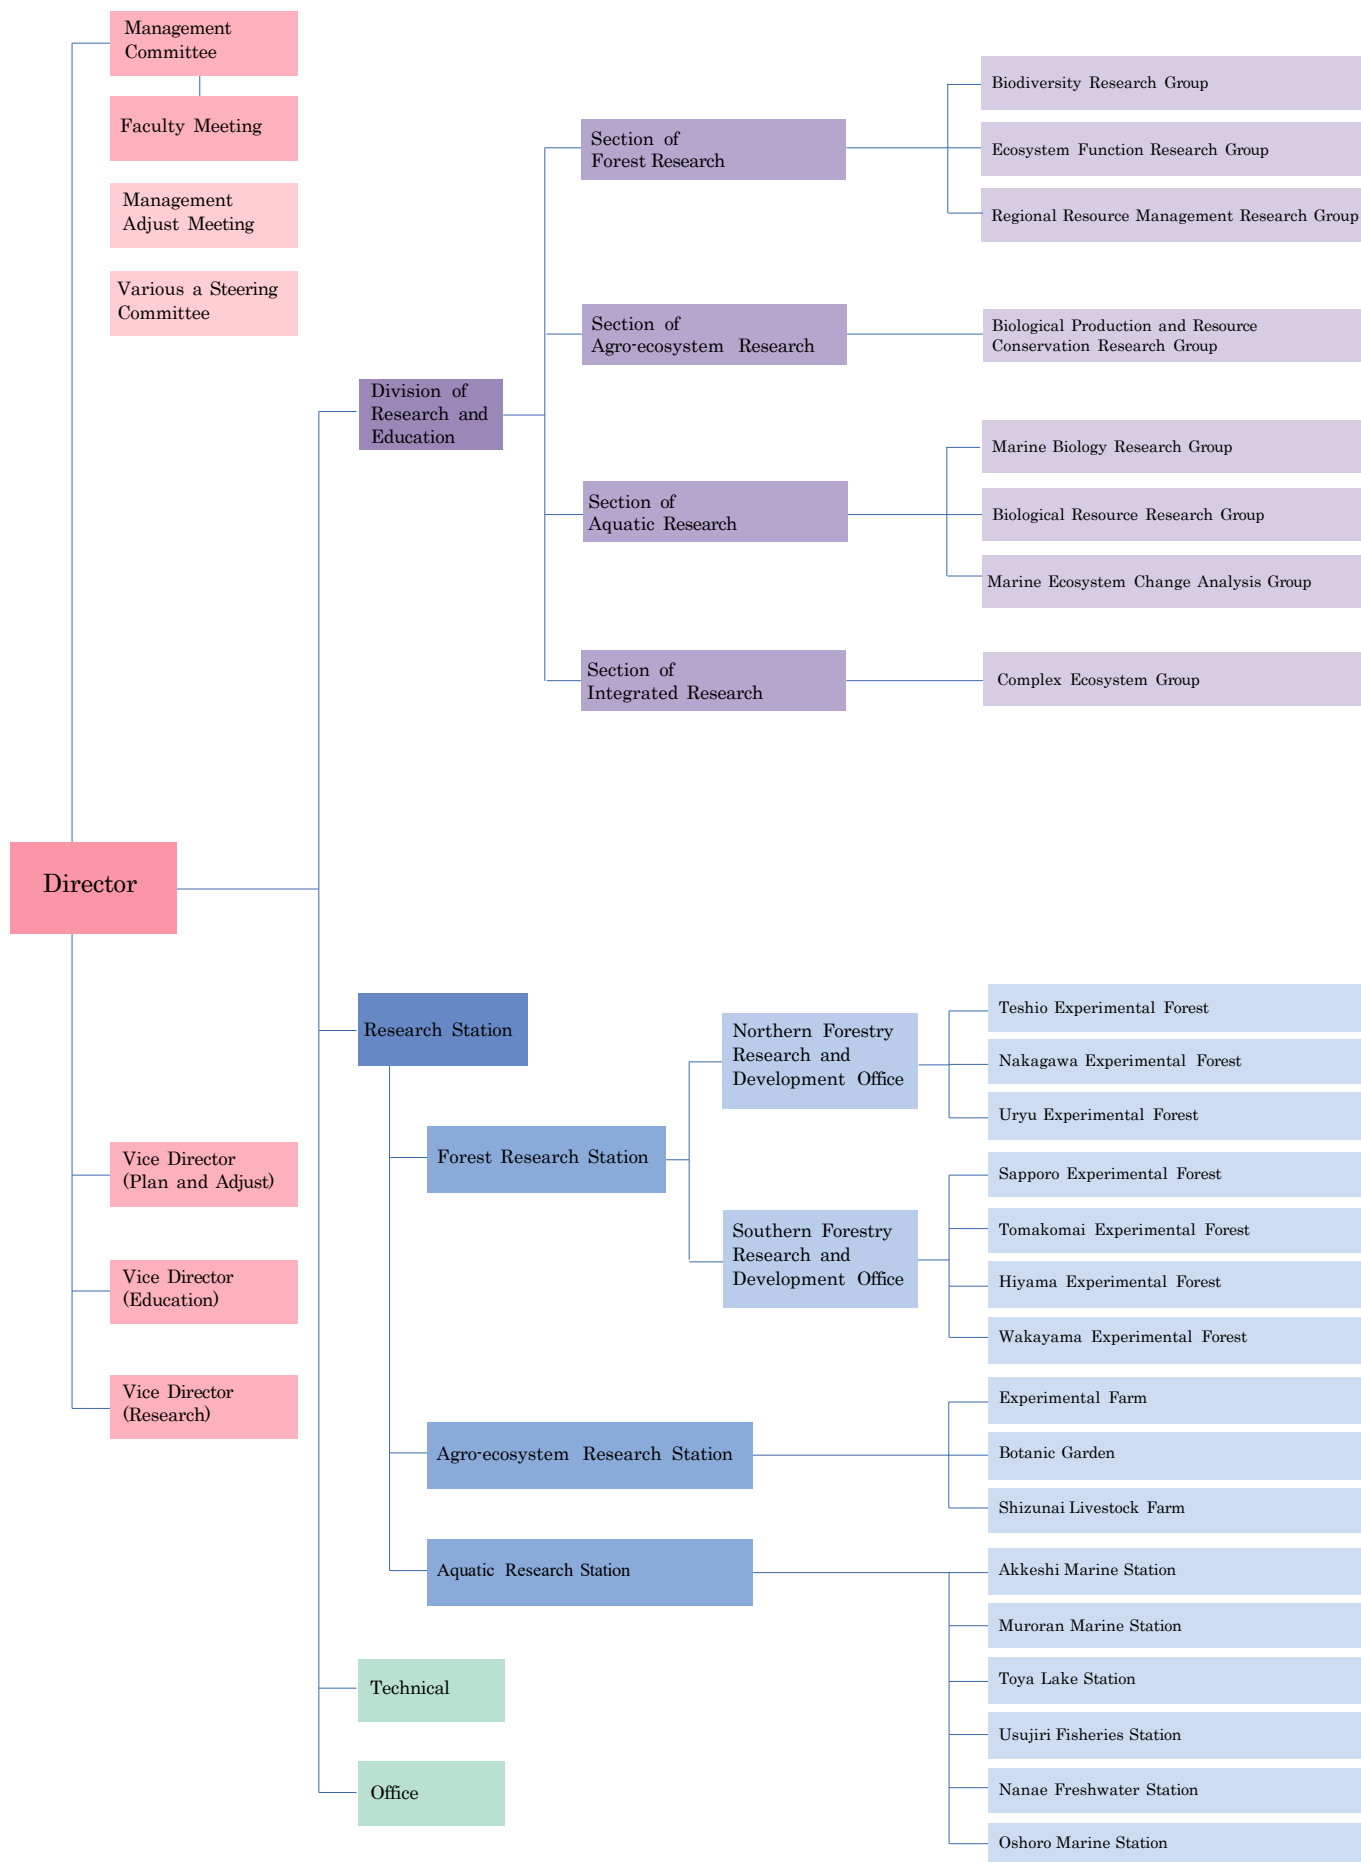 Management
Committee
Faculty Meeting
Management
Adjust Meeting
Various a Steering
Committee
Director
Vice Director
(Plan and Adjust)
Vice Director
(Education)
Vice Director
(Research)
Division of
Research and
Education
Section of
Forest Research
Biodiversity Research Group
Ecosystem Function Research Group
Regional Resource Management Research Group
Section of
Agro-ecosystem Research
Biological Production and Resource
Conservation Research Group
Section of
Aquatic Research
Marine Biology Research Group
Biological Resource Research Group
Marine Ecosystem Change Analysis Group
Section of
Integrated Research
Complex Ecosystem Group
Research Station
Forest Research Station
Northern Forestry
Research and
Development Office
Teshio Experimental Forest
Nakagawa Experimental Forest
Uryu Experimental Forest
Southern Forestry
Research and
Development Office
Sapporo Experimental Forest
Tomakomai Experimental Forest
Hiyama Experimental Forest
Wakayama Experimental Forest
Agro-ecosystem Research Station
Experimental Farm
Botanic Garden
Shizunai Livestock Farm
Aquatic Research Station
Akkeshi Marine Station
Muroran Marine Station
Toya Lake Station
Usujiri Fisheries Station
Nanae Freshwater Station
Oshoro Marine Station
Technical
Office